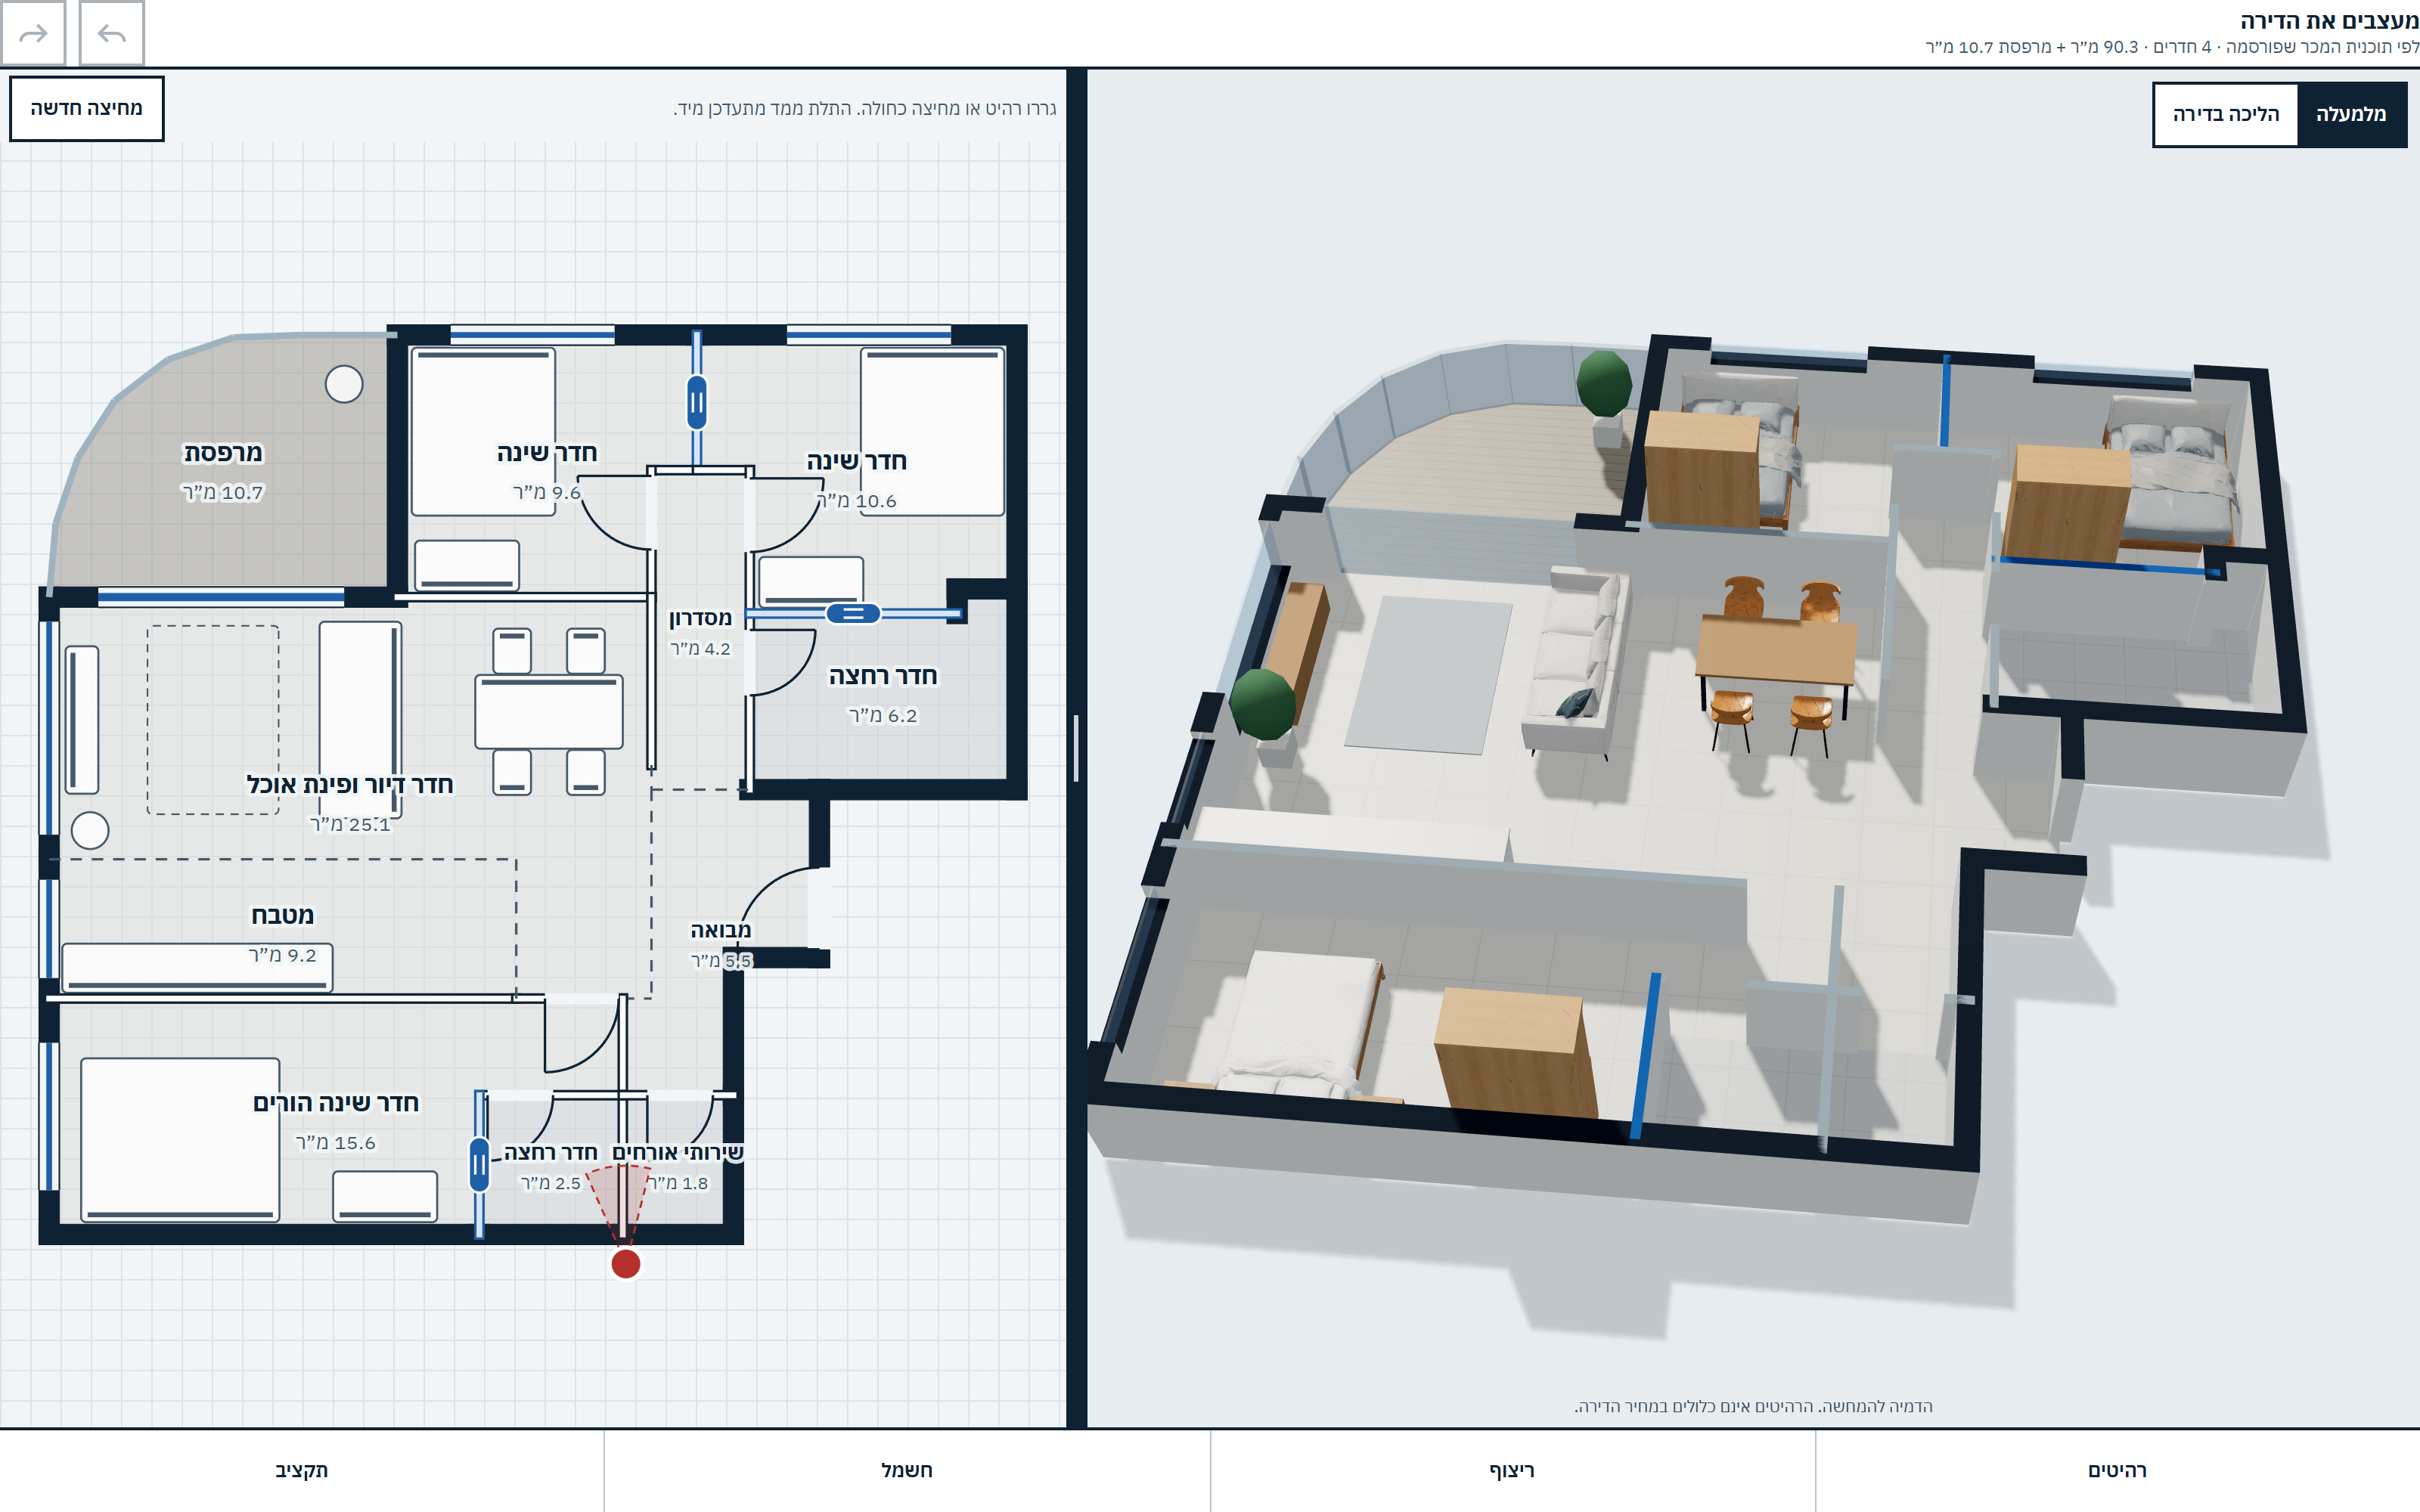 מעצבים את הדירה
לפי תוכנית המכר שפורסמה · 4 חדרים · 90.3 מ״ר + מרפסת 10.7 מ״ר
מלמעלה
הליכה בדירה
גררו רהיט או מחיצה כחולה. התלת ממד מתעדכן מיד.
מחיצה חדשה
חדר שינה
10.6 מ״ר
חדר שינה
9.6 מ״ר
מרפסת
10.7 מ״ר
מסדרון
4.2 מ״ר
חדר רחצה
6.2 מ״ר
חדר דיור ופינת אוכל
25.1 מ״ר
מטבח
9.2 מ״ר
מבואה
5.5 מ״ר
חדר שינה הורים
15.6 מ״ר
שירותי אורחים
1.8 מ״ר
חדר רחצה
2.5 מ״ר
הדמיה להמחשה. הרהיטים אינם כלולים במחיר הדירה.
רהיטים
ריצוף
חשמל
תקציב